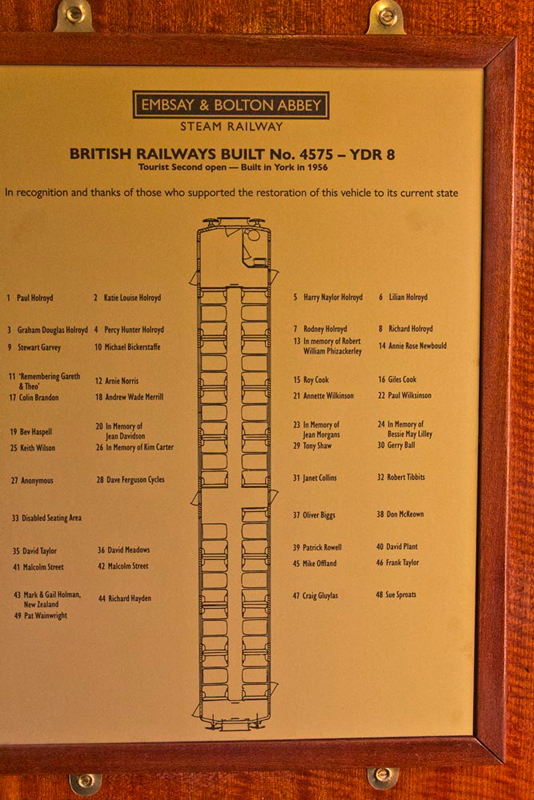 EMBSAY & BOLTON ABBEY
STEAM RAILWAY
BRITISH RAILWAYS BUILT No. 4575 – YDR 8
Tourist Second open — Built in York in 1956
In recognition and thanks of those who supported the restoration of this vehicle to its current state
1 Paul Holroyd 2 Katie Louise Holroyd 5 Harry Naylor Holroyd 6 Lilian Holroyd
3 Graham Douglas Holroyd 4 Percy Hunter Holroyd 7 Rodney Holroyd 8 Richard Holroyd
9 Stewart Garvey 10 Michael Bickerstaffe 13 In memory of Robert
William Phizackerley 14 Annie Rose Newbould
11 'Remembering Gareth
& Theo' 12 Arnie Norris 15 Roy Cook 16 Giles Cook
17 Colin Brandon 18 Andrew Wade Merrill 21 Annette Wilkinson 22 Paul Wilksinson
19 Bev Haspell 20 In Memory of
Jean Davidson 23 In Memory of
Jean Morgans 24 In Memory of
Bessie May Lilley
25 Keith Wilson 26 In Memory of Kim Carter 29 Tony Shaw 30 Gerry Ball
27 Anonymous 28 Dave Ferguson Cycles 31 Janet Collins 32 Robert Tibbits
33 Disabled Seating Area 37 Oliver Biggs 38 Don McKeown
35 David Taylor 36 David Meadows 39 Patrick Rowell 40 David Plant
41 Malcolm Street 42 Malcolm Street 45 Mike Offland 46 Frank Taylor
43 Mark & Gail Holman,
New Zealand 44 Richard Hayden 47 Craig Gluylas 48 Sue Sproats
49 Pat Wainwright